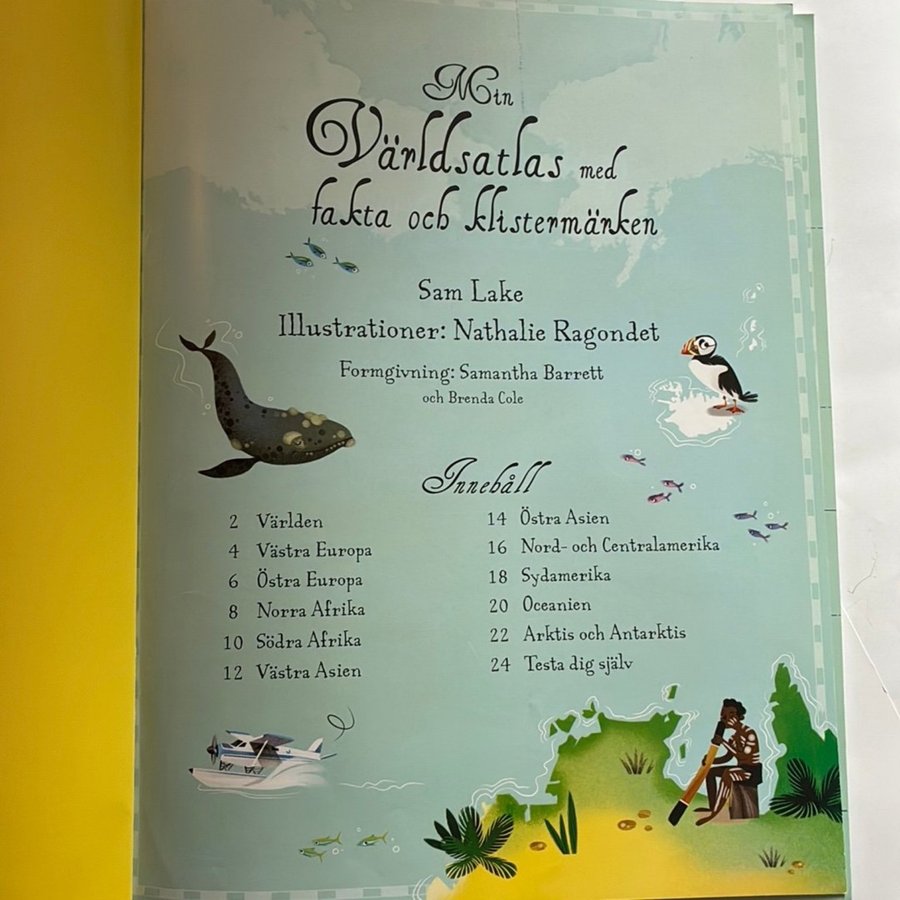 Min
Världsatlas med
fakta och klistermärken
Sam Lake
Illustrationer: Nathalie Ragondet
Formgivning: Samantha Barrett
och Brenda Cole
Innehåll
2 Världen
4 Västra Europa
6 Östra Europa
8 Norra Afrika
10 Södra Afrika
12 Västra Asien
14 Östra Asien
16 Nord- och Centralamerika
18 Sydamerika
20 Oceanien
22 Arktis och Antarktis
24 Testa dig själv